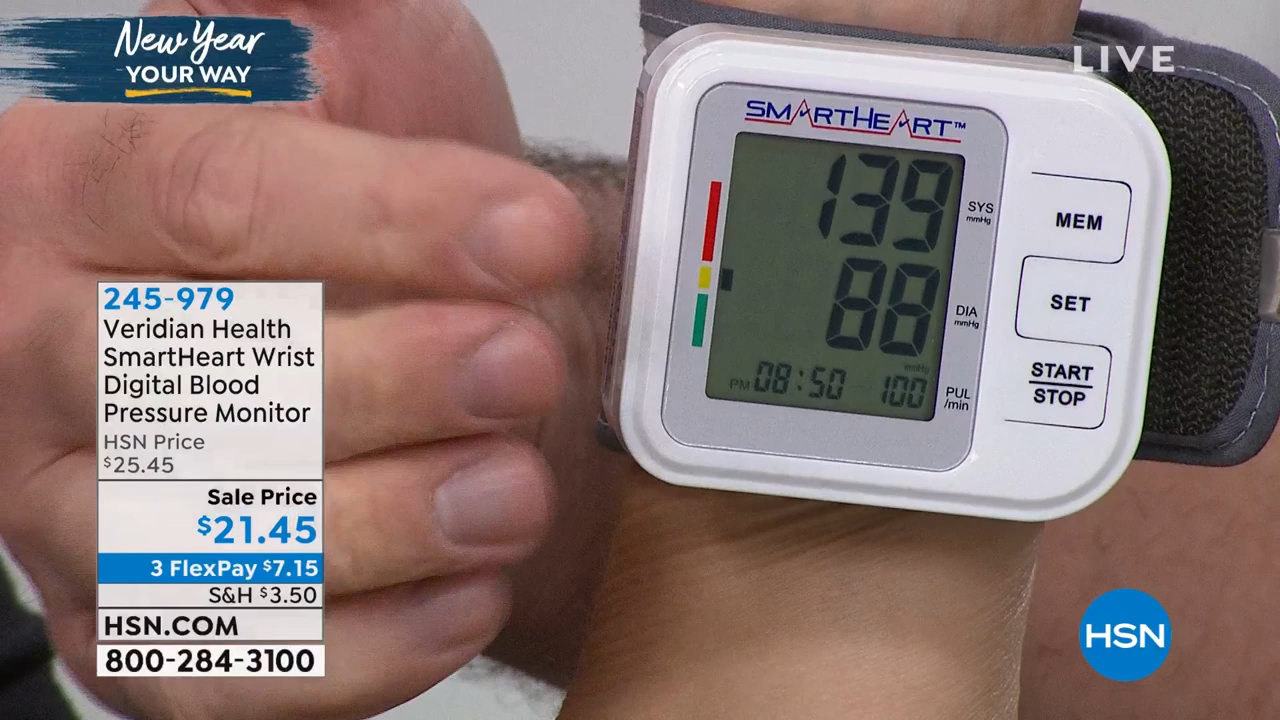 New Year
YOUR WAY
LIVE
SMARTHEART™
139
SYS
mmHg
88
DIA
mmHg
mmHg
PM 08:50
100
PUL
/min
MEM
SET
START
STOP
245-979
Veridian Health
SmartHeart Wrist
Digital Blood
Pressure Monitor
HSN Price
$25.45
Sale Price
$21.45
3 FlexPay $7.15
S&H $3.50
HSN.COM
800-284-3100
HSN